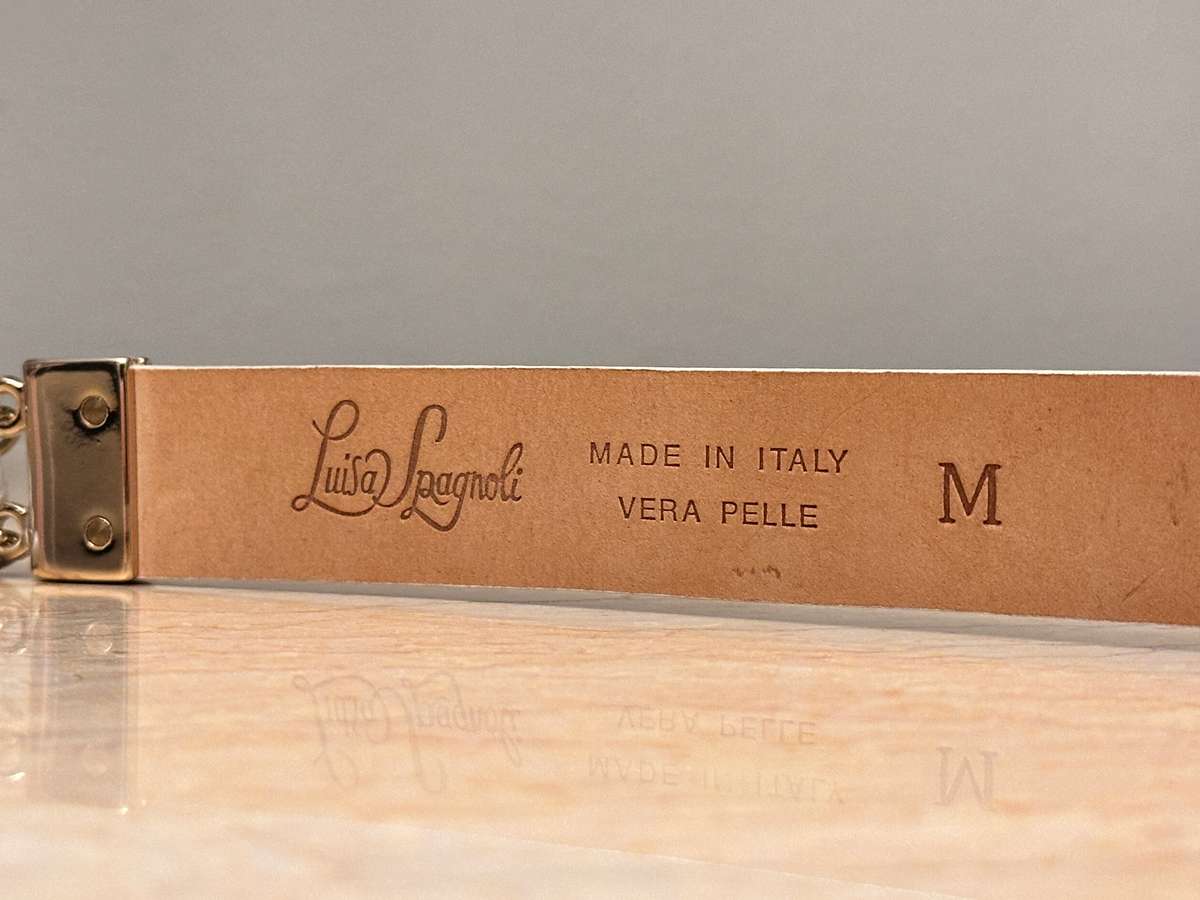 Luisa Spagnoli
MADE IN ITALY
VERA PELLE
M